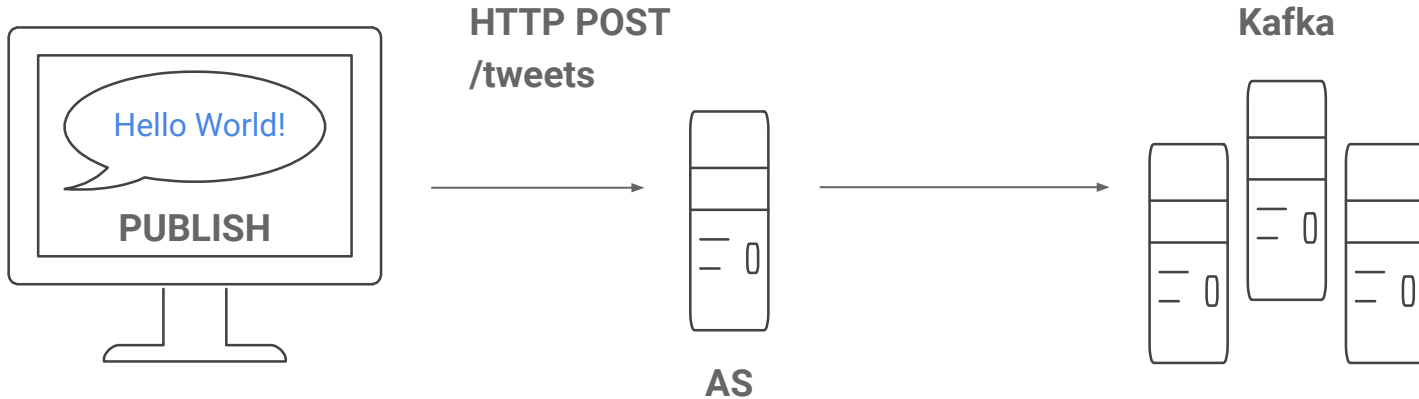 HTTP POST
/tweets
Kafka
Hello World!
PUBLISH
AS